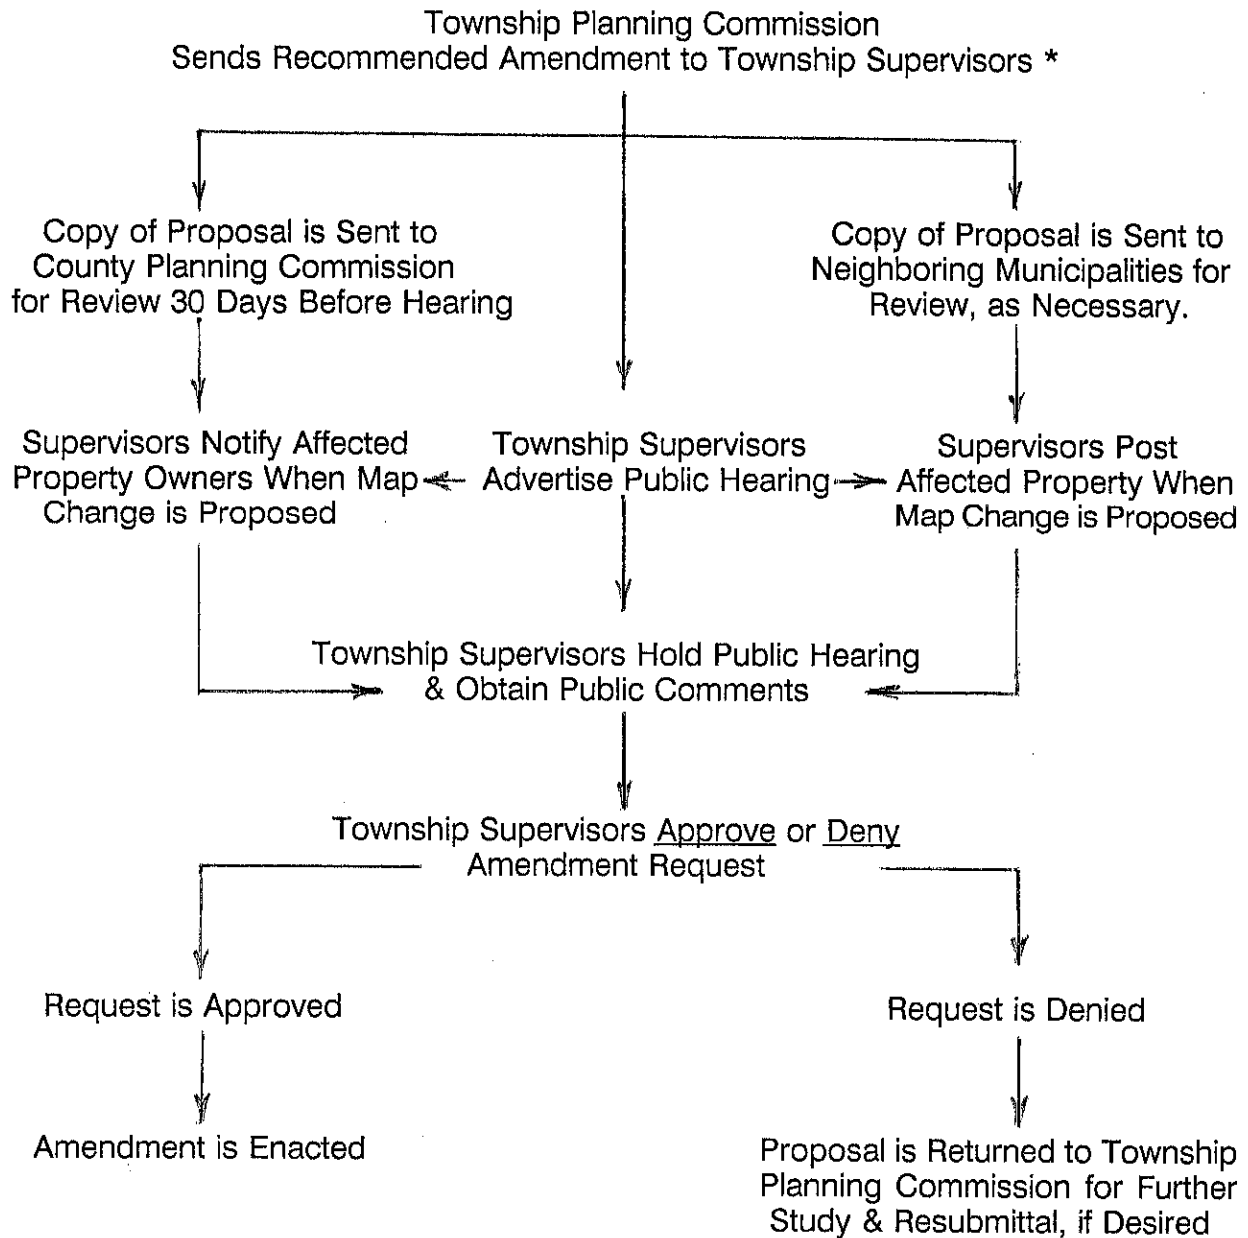 Township Planning Commission
Sends Recommended Amendment to Township Supervisors *
Copy of Proposal is Sent to
County Planning Commission
for Review 30 Days Before Hearing
Copy of Proposal is Sent to
Neighboring Municipalities for
Review, as Necessary.
Supervisors Notify Affected
Property Owners When Map
Change is Proposed
Township Supervisors
Advertise Public Hearing
Supervisors Post
Affected Property When
Map Change is Proposed
Township Supervisors Hold Public Hearing
& Obtain Public Comments
Township Supervisors Approve or Deny
Amendment Request
Request is Approved
Request is Denied
Amendment is Enacted
Proposal is Returned to Township
Planning Commission for Further
Study & Resubmittal, if Desired